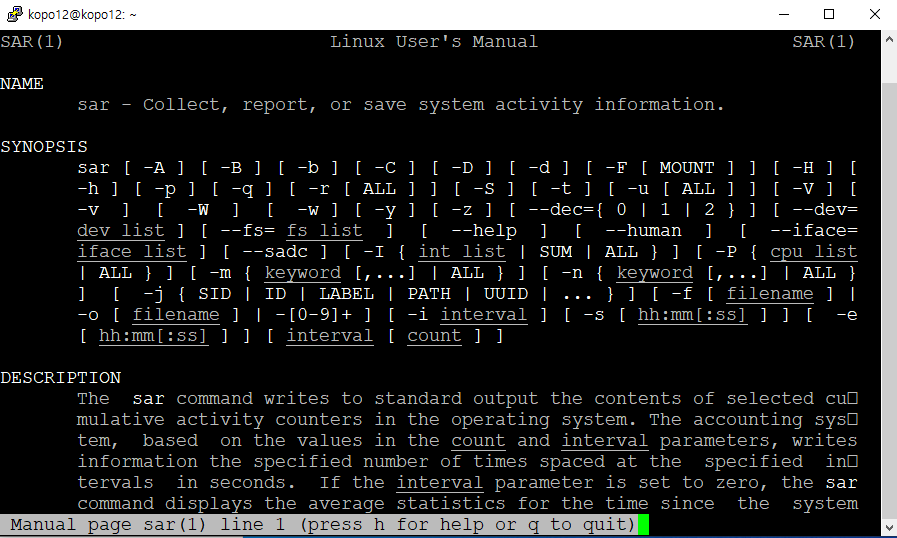 kopo12@kopo12: ~
SAR(1) Linux User's Manual SAR(1)
NAME
sar - Collect, report, or save system activity information.
SYNOPSIS
sar [ -A ] [ -B ] [ -b ] [ -C ] [ -D ] [ -d ] [ -F [ MOUNT ] ] [ -H ] [
-h ] [ -p ] [ -q ] [ -r [ ALL ] ] [ -S ] [ -t ] [ -u [ ALL ] ] [ -V ] [
-v ] [ -W ] [ -w ] [ -y ] [ -z ] [ --dec={ 0 | 1 | 2 } ] [ --dev=
dev_list ] [ --fs= fs_list ] [ --help ] [ --human ] [ --iface=
iface_list ] [ --sadc ] [ -I { int_list | SUM | ALL } ] [ -P { cpu_list
| ALL } ] [ -m { keyword [,...] | ALL } ] [ -n { keyword [,...] | ALL }
] [ -j { SID | ID | LABEL | PATH | UUID | ... } ] [ -f [ filename ] |
-o [ filename ] | -[0-9]+ ] [ -i interval ] [ -s [ hh:mm[:ss] ] ] [ -e
[ hh:mm[:ss] ] ] [ interval [ count ] ]
DESCRIPTION
The sar command writes to standard output the contents of selected cu□
mulative activity counters in the operating system. The accounting sys□
tem, based on the values in the count and interval parameters, writes
information the specified number of times spaced at the specified in□
tervals in seconds. If the interval parameter is set to zero, the sar
command displays the average statistics for the time since the system
Manual page sar(1) line 1 (press h for help or q to quit)